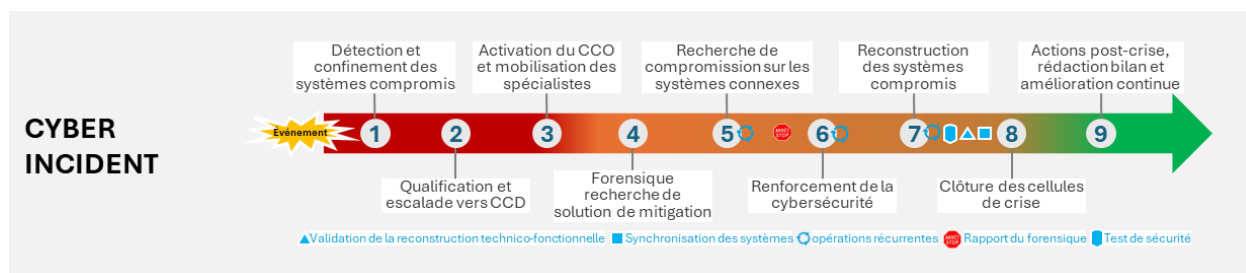 Détection et
confinement des
systèmes compromis
Activation du CCO
et mobilisation des
spécialistes
Recherche de
compromission sur les
systèmes connexes
Reconstruction
des systèmes
compromis
Actions post-crise,
rédaction bilan et
amélioration continue
CYBER
INCIDENT
Événement
1 2 3 4 5 ARRÊT STOP 6 7 8 9
Qualification et
escalade vers CCD
Forensique
recherche de
solution de mitigation
Renforcement de la
cybersécurité
Clôture des cellules
de crise
Validation de la reconstruction technico-fonctionnelle Synchronisation des systèmes opérations récurrentes ARRÊT STOP Rapport du forensique Test de sécurité